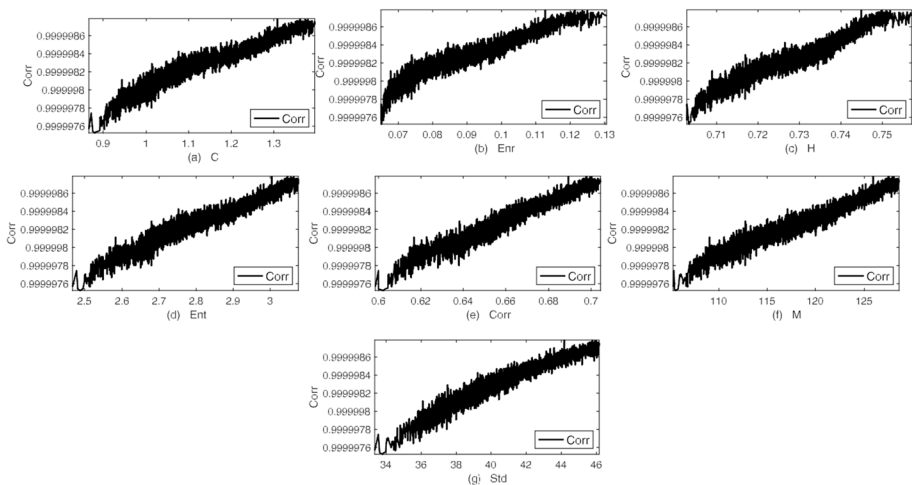 0.9999986
0.9999984
0.9999982
0.999998
0.9999978
0.9999976
Corr
Corr
0.9 1 1.1 1.2 1.3
(a) C
0.9999986
0.9999984
0.9999982
0.999998
0.9999978
0.9999976
Corr
Corr
0.07 0.08 0.09 0.1 0.11 0.12 0.13
(b) Enr
0.9999986
0.9999984
0.9999982
0.999998
0.9999978
0.9999976
Corr
Corr
0.71 0.72 0.73 0.74 0.75
(c) H
0.9999986
0.9999984
0.9999982
0.999998
0.9999978
Corr
Corr
2.5 2.6 2.7 2.8 2.9 3
(d) Ent
0.9999986
0.9999984
0.9999982
0.999998
0.9999978
Corr
Corr
0.6 0.62 0.64 0.66 0.68 0.7
(e) Corr
0.9999986
0.9999984
0.9999982
0.999998
0.9999978
Corr
Corr
110 115 120 125
(f) M
0.9999986
0.9999984
0.9999982
0.999998
0.9999978
0.9999976
Corr
Corr
34 36 38 40 42 44 46
(g) Std